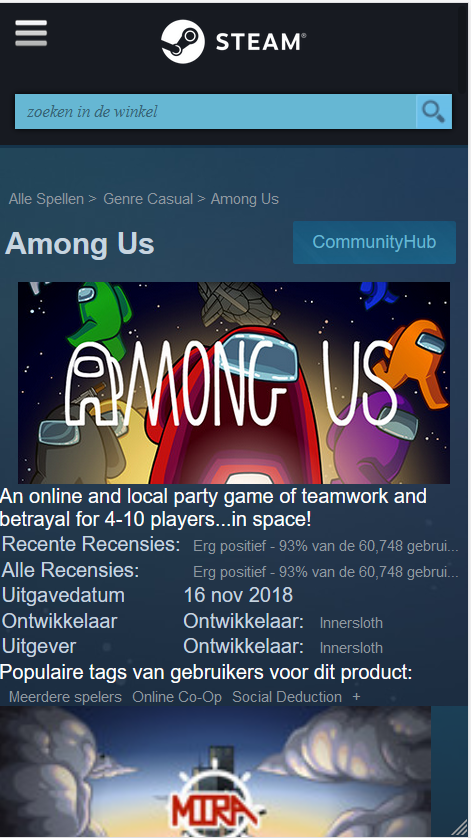 STEAM®
zoeken in de winkel
Alle Spellen > Genre Casual > Among Us
Among Us
CommunityHub
AMONG US
An online and local party game of teamwork and
betrayal for 4-10 players...in space!
Recente Recensies: Erg positief - 93% van de 60,748 gebrui...
Alle Recensies: Erg positief - 93% van de 60,748 gebrui...
Uitgavedatum 16 nov 2018
Ontwikkelaar Ontwikkelaar: Innersloth
Uitgever Ontwikkelaar: Innersloth
Populaire tags van gebruikers voor dit product:
Meerdere spelers Online Co-Op Social Deduction +
MIRA